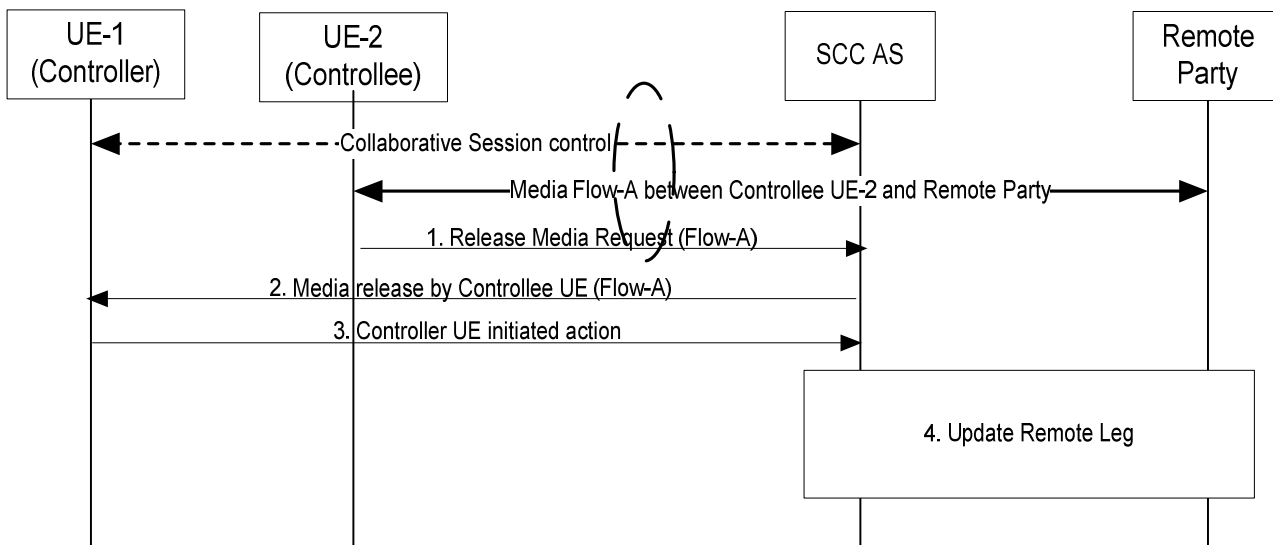 UE-1
(Controller)
UE-2
(Controllee)
SCC AS
Remote
Party
Collaborative Session control
Media Flow-A between Controllee UE-2 and Remote Party
1. Release Media Request (Flow-A)
2. Media release by Controllee UE (Flow-A)
3. Controller UE initiated action
4. Update Remote Leg